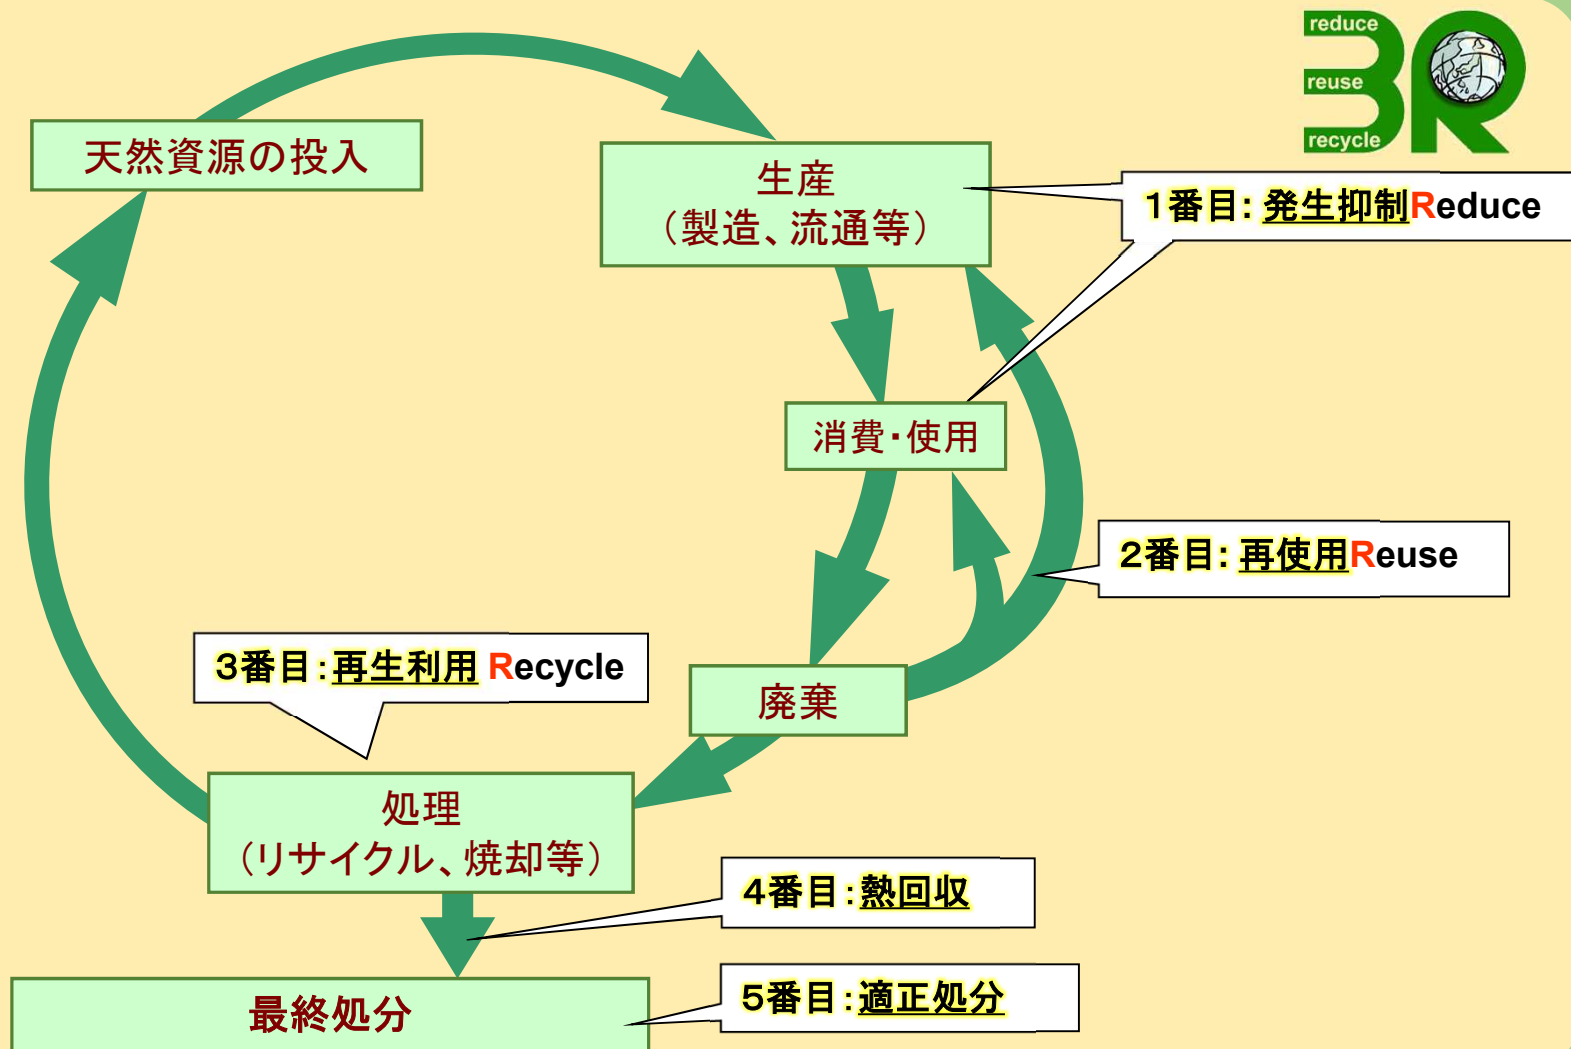 reduce
reuse
recycle
天然資源の投入
生産
（製造、流通等）
1番目：発生抑制Reduce
消費・使用
2番目：再使用Reuse
3番目：再生利用 Recycle
廃棄
処理
（リサイクル、焼却等）
4番目：熱回収
5番目：適正処分
最終処分
3R